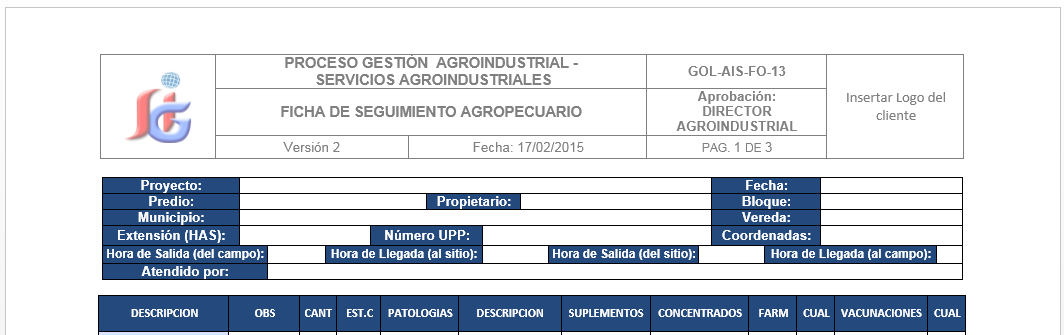 PROCESO GESTIÓN AGROINDUSTRIAL -
SERVICIOS AGROINDUSTRIALES
GOL-AIS-FO-13
Insertar Logo del
cliente
FICHA DE SEGUIMIENTO AGROPECUARIO
Aprobación:
DIRECTOR
AGROINDUSTRIAL
Versión 2
Fecha: 17/02/2015
PAG. 1 DE 3
Proyecto:
Fecha:
Predio:
Propietario:
Bloque:
Municipio:
Vereda:
Extensión (HAS):
Número UPP:
Coordenadas:
Hora de Salida (del campo):
Hora de Llegada (al sitio):
Hora de Salida (del sitio):
Hora de Llegada (al campo):
Atendido por:
DESCRIPCION OBS CANT EST.C PATOLOGIAS DESCRIPCION SUPLEMENTOS CONCENTRADOS FARM CUAL VACUNACIONES CUAL